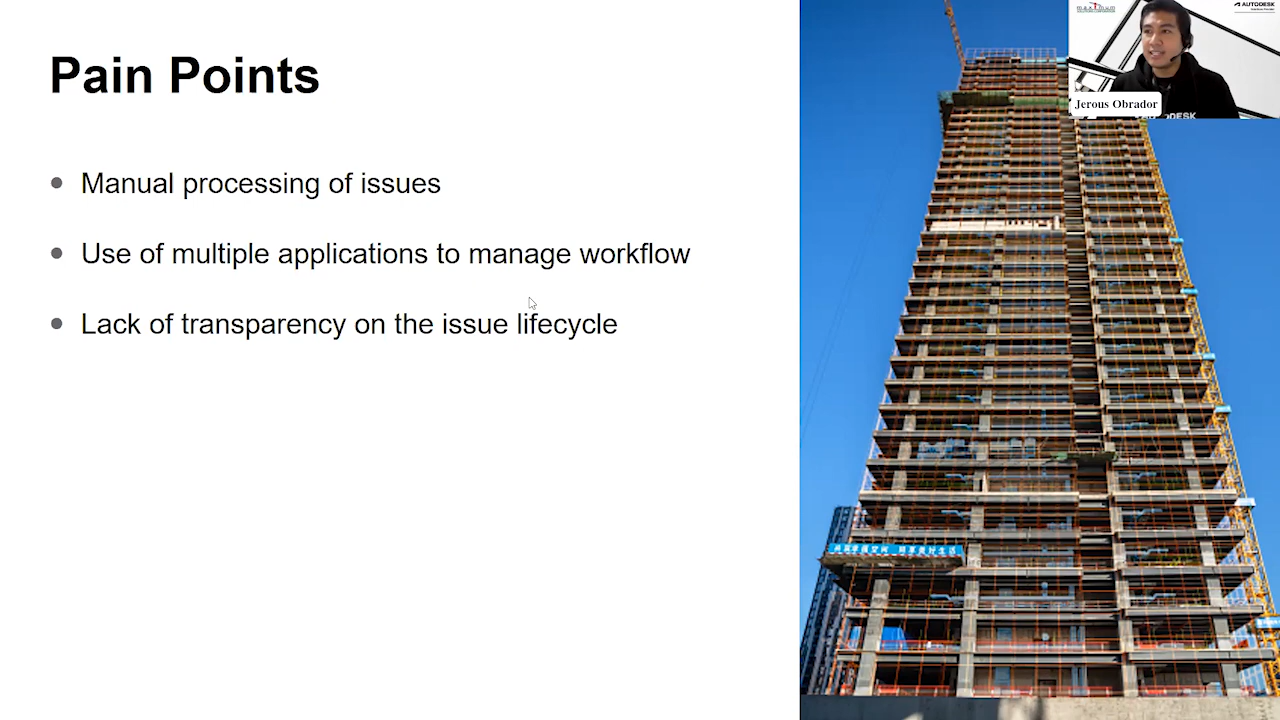 Pain Points
Manual processing of issues
Use of multiple applications to manage workflow
Lack of transparency on the issue lifecycle
AUTODESK
Jerous Obrador